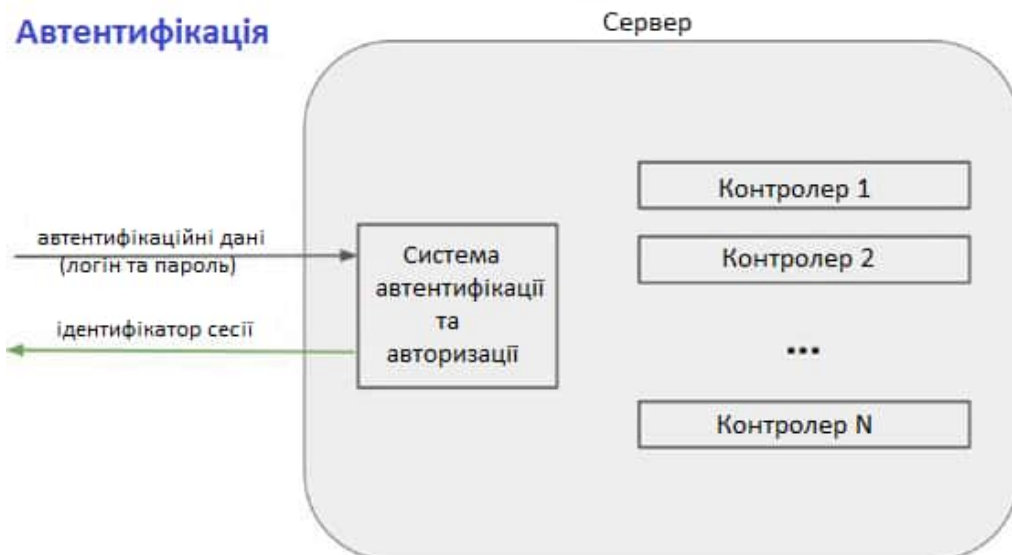 Автентифікація
Сервер
автентифікаційні дані
(логін та пароль)
ідентифікатор сесії
Система
автентифікації
та
авторизації
Контролер 1
Контролер 2
...
Контролер N